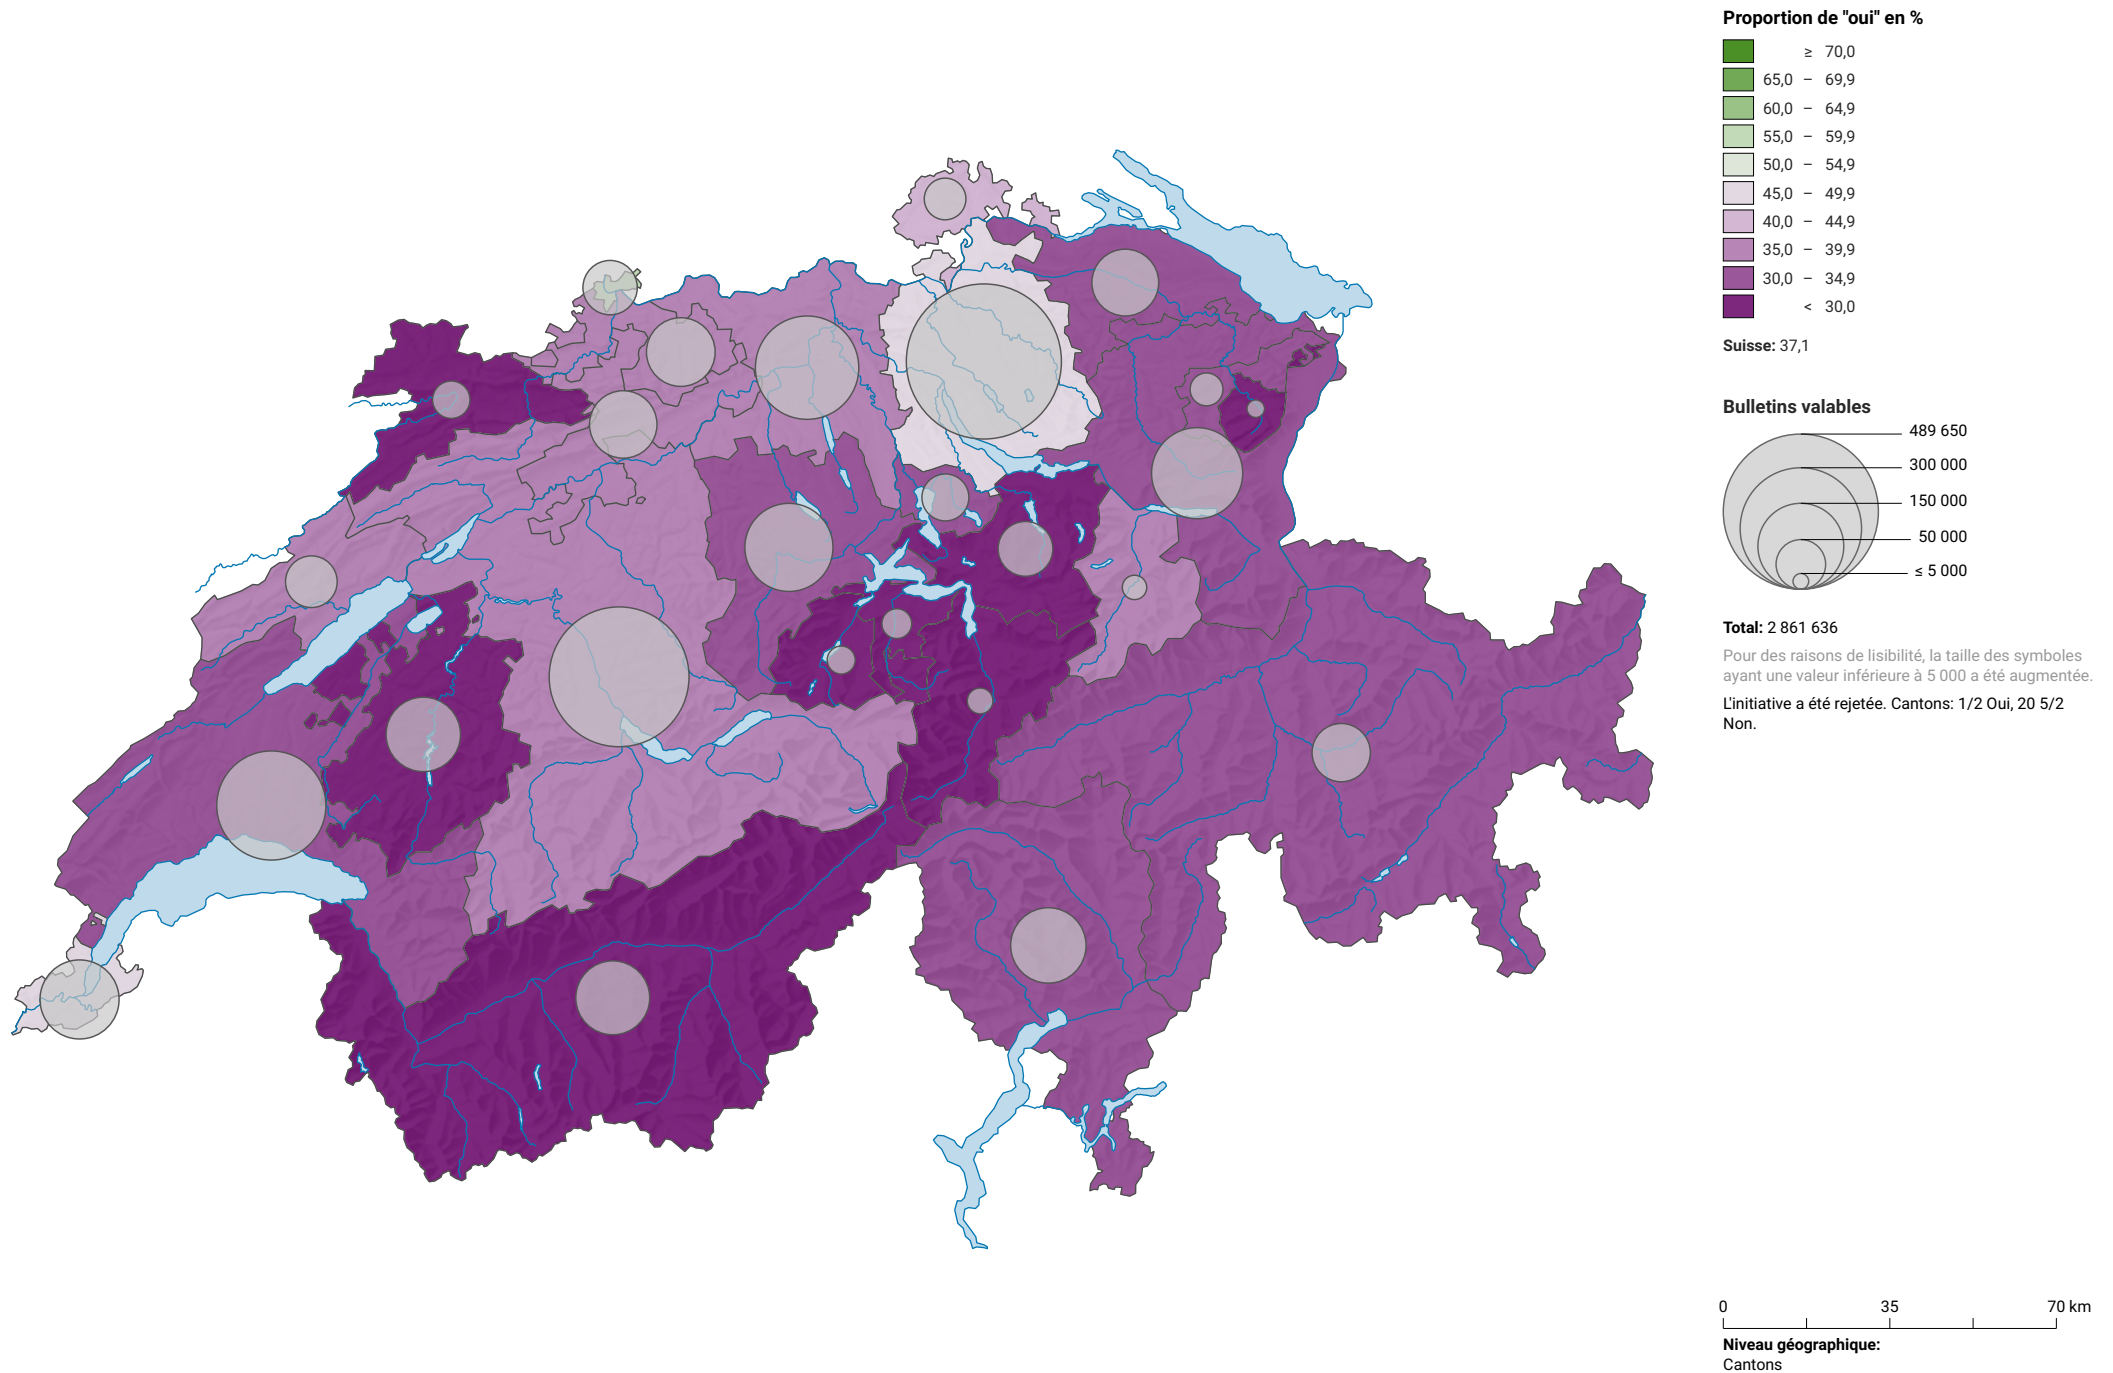 Proportion de "oui" en %
≥ 70,0
65,0 – 69,9
60,0 – 64,9
55,0 – 59,9
50,0 – 54,9
45,0 – 49,9
40,0 – 44,9
35,0 – 39,9
30,0 – 34,9
< 30,0
Suisse: 37,1
Bulletins valables
489 650
300 000
150 000
50 000
≤ 5 000
Total: 2 861 636
Pour des raisons de lisibilité, la taille des symboles
ayant une valeur inférieure à 5 000 a été augmentée.
L'initiative a été rejetée. Cantons: 1/2 Oui, 20 5/2
Non.
0 35 70 km
Niveau géographique:
Cantons